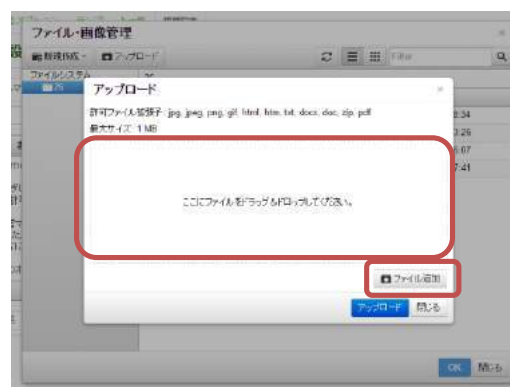 ファイル・画像管理
新規作成 アップロード Filter
ファイルシステム
アップロード
許可ファイル拡張子: jpg, jpeg, png, gif, html, htm, txt, docx, doc, zip, pdf
最大サイズ: 1 MB
ここにファイルをドラッグ&ドロップしてください。
ファイル追加
アップロード 閉じる
OK 閉じる